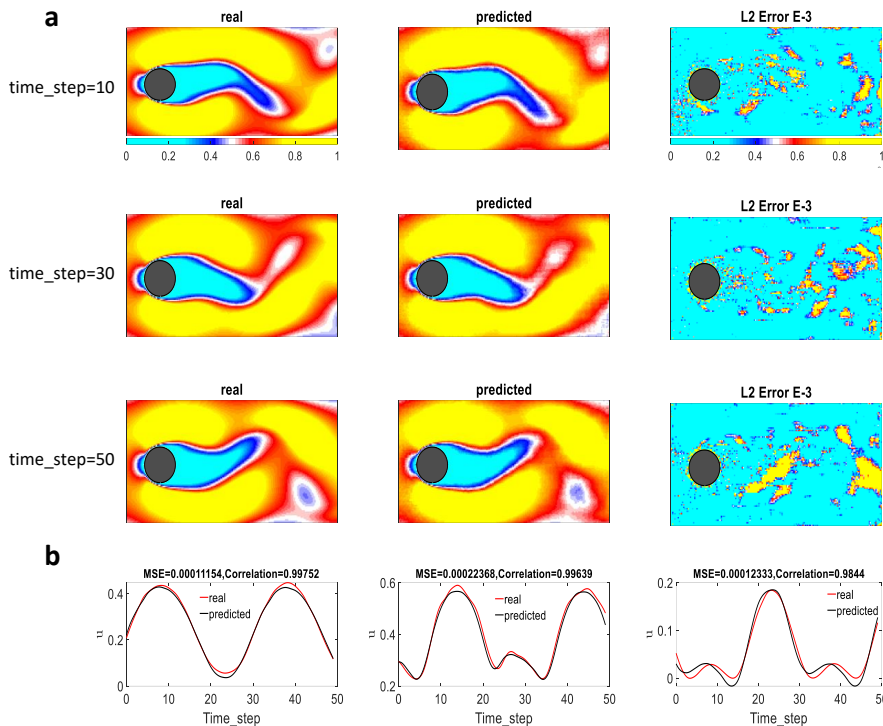 a
real predicted L2 Error E-3
time_step=10
0 0.2 0.4 0.6 0.8 1 0 0.2 0.4 0.6 0.8 1
real predicted L2 Error E-3
time_step=30
real predicted L2 Error E-3
time_step=50
b
MSE=0.00011154,Correlation=0.99752
0.4
0.2
0
u
real
predicted
0 10 20 30 40 50
Time_step
MSE=0.00022368,Correlation=0.99639
0.6
0.4
0.2
u
real
predicted
0 10 20 30 40 50
Time_step
MSE=0.00012333,Correlation=0.9844
0.2
0.1
0
u
real
predicted
0 10 20 30 40 50
Time_step